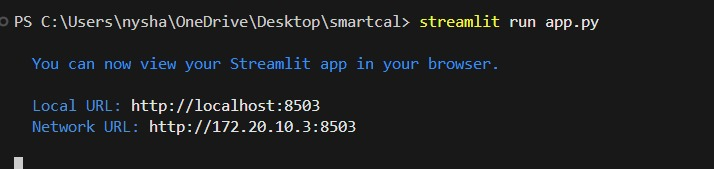 PS C:\Users\nysha\OneDrive\Desktop\smartcal> streamlit run app.py
You can now view your Streamlit app in your browser.
Local URL: http://localhost:8503
Network URL: http://172.20.10.3:8503